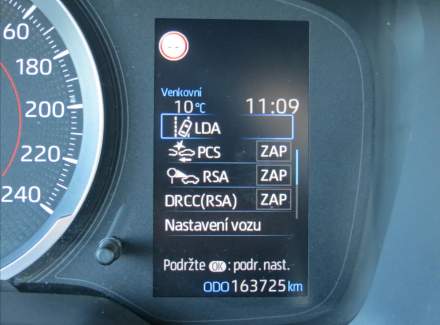 60
180
200
220
240
--
Venkovní
10 °C 11:09
LDA
PCS ZAP
RSA ZAP
DRCC(RSA) ZAP
Nastavení vozu
Podržte OK : podr. nast.
ODO 163725 km